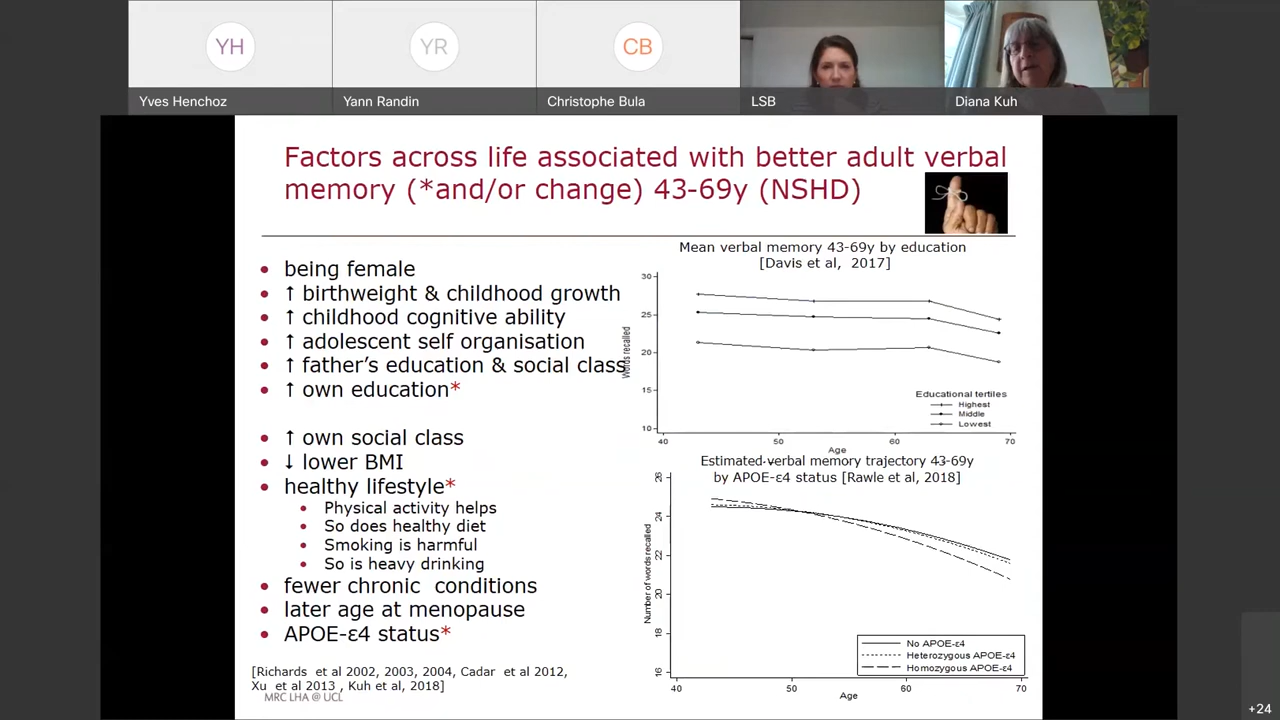 YH
YR
CB
Yves Henchoz
Yann Randin
Christophe Bula
LSB
Diana Kuh
Factors across life associated with better adult verbal
memory (*and/or change) 43-69y (NSHD)
• being female
• ↑ birthweight & childhood growth
• ↑ childhood cognitive ability
• ↑ adolescent self organisation
• ↑ father's education & social class
• ↑ own education*
• ↑ own social class
• ↓ lower BMI
• healthy lifestyle*
• Physical activity helps
• So does healthy diet
• Smoking is harmful
• So is heavy drinking
• fewer chronic conditions
• later age at menopause
• APOE-ε4 status*
[Richards et al 2002, 2003, 2004, Cadar et al 2012,
Xu et al 2013 , Kuh et al, 2018]
MRC LHA @ UCL
Mean verbal memory 43-69y by education
[Davis et al, 2017]
30
25
20
15
10
Words recalled
40
50
60
70
Age
Educational tertiles
Highest
Middle
Lowest
Estimated verbal memory trajectory 43-69y
by APOE-ε4 status [Rawle et al, 2018]
26
24
22
20
18
16
Number of words recalled
40
50
60
70
Age
No APOE-ε4
Heterozygous APOE-ε4
Homozygous APOE-ε4
+24